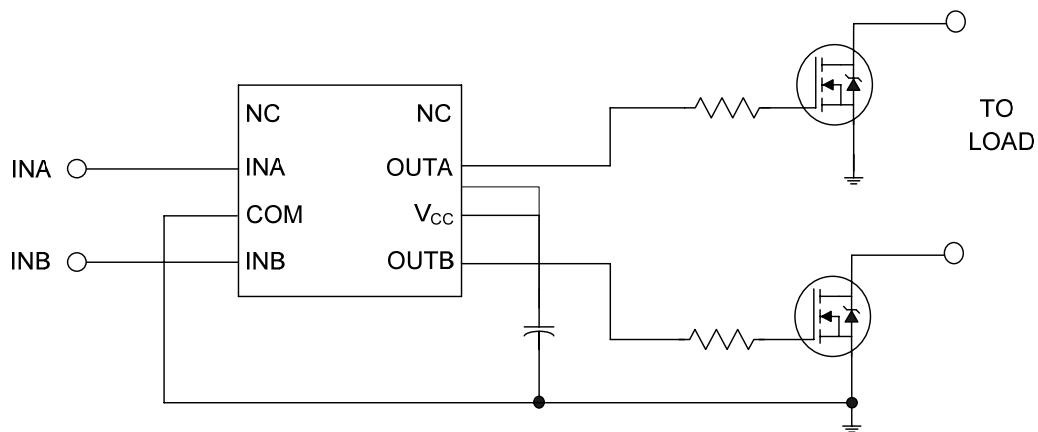 NC NC
INA INA OUTA
COM VCC
INB INB OUTB
TO
LOAD